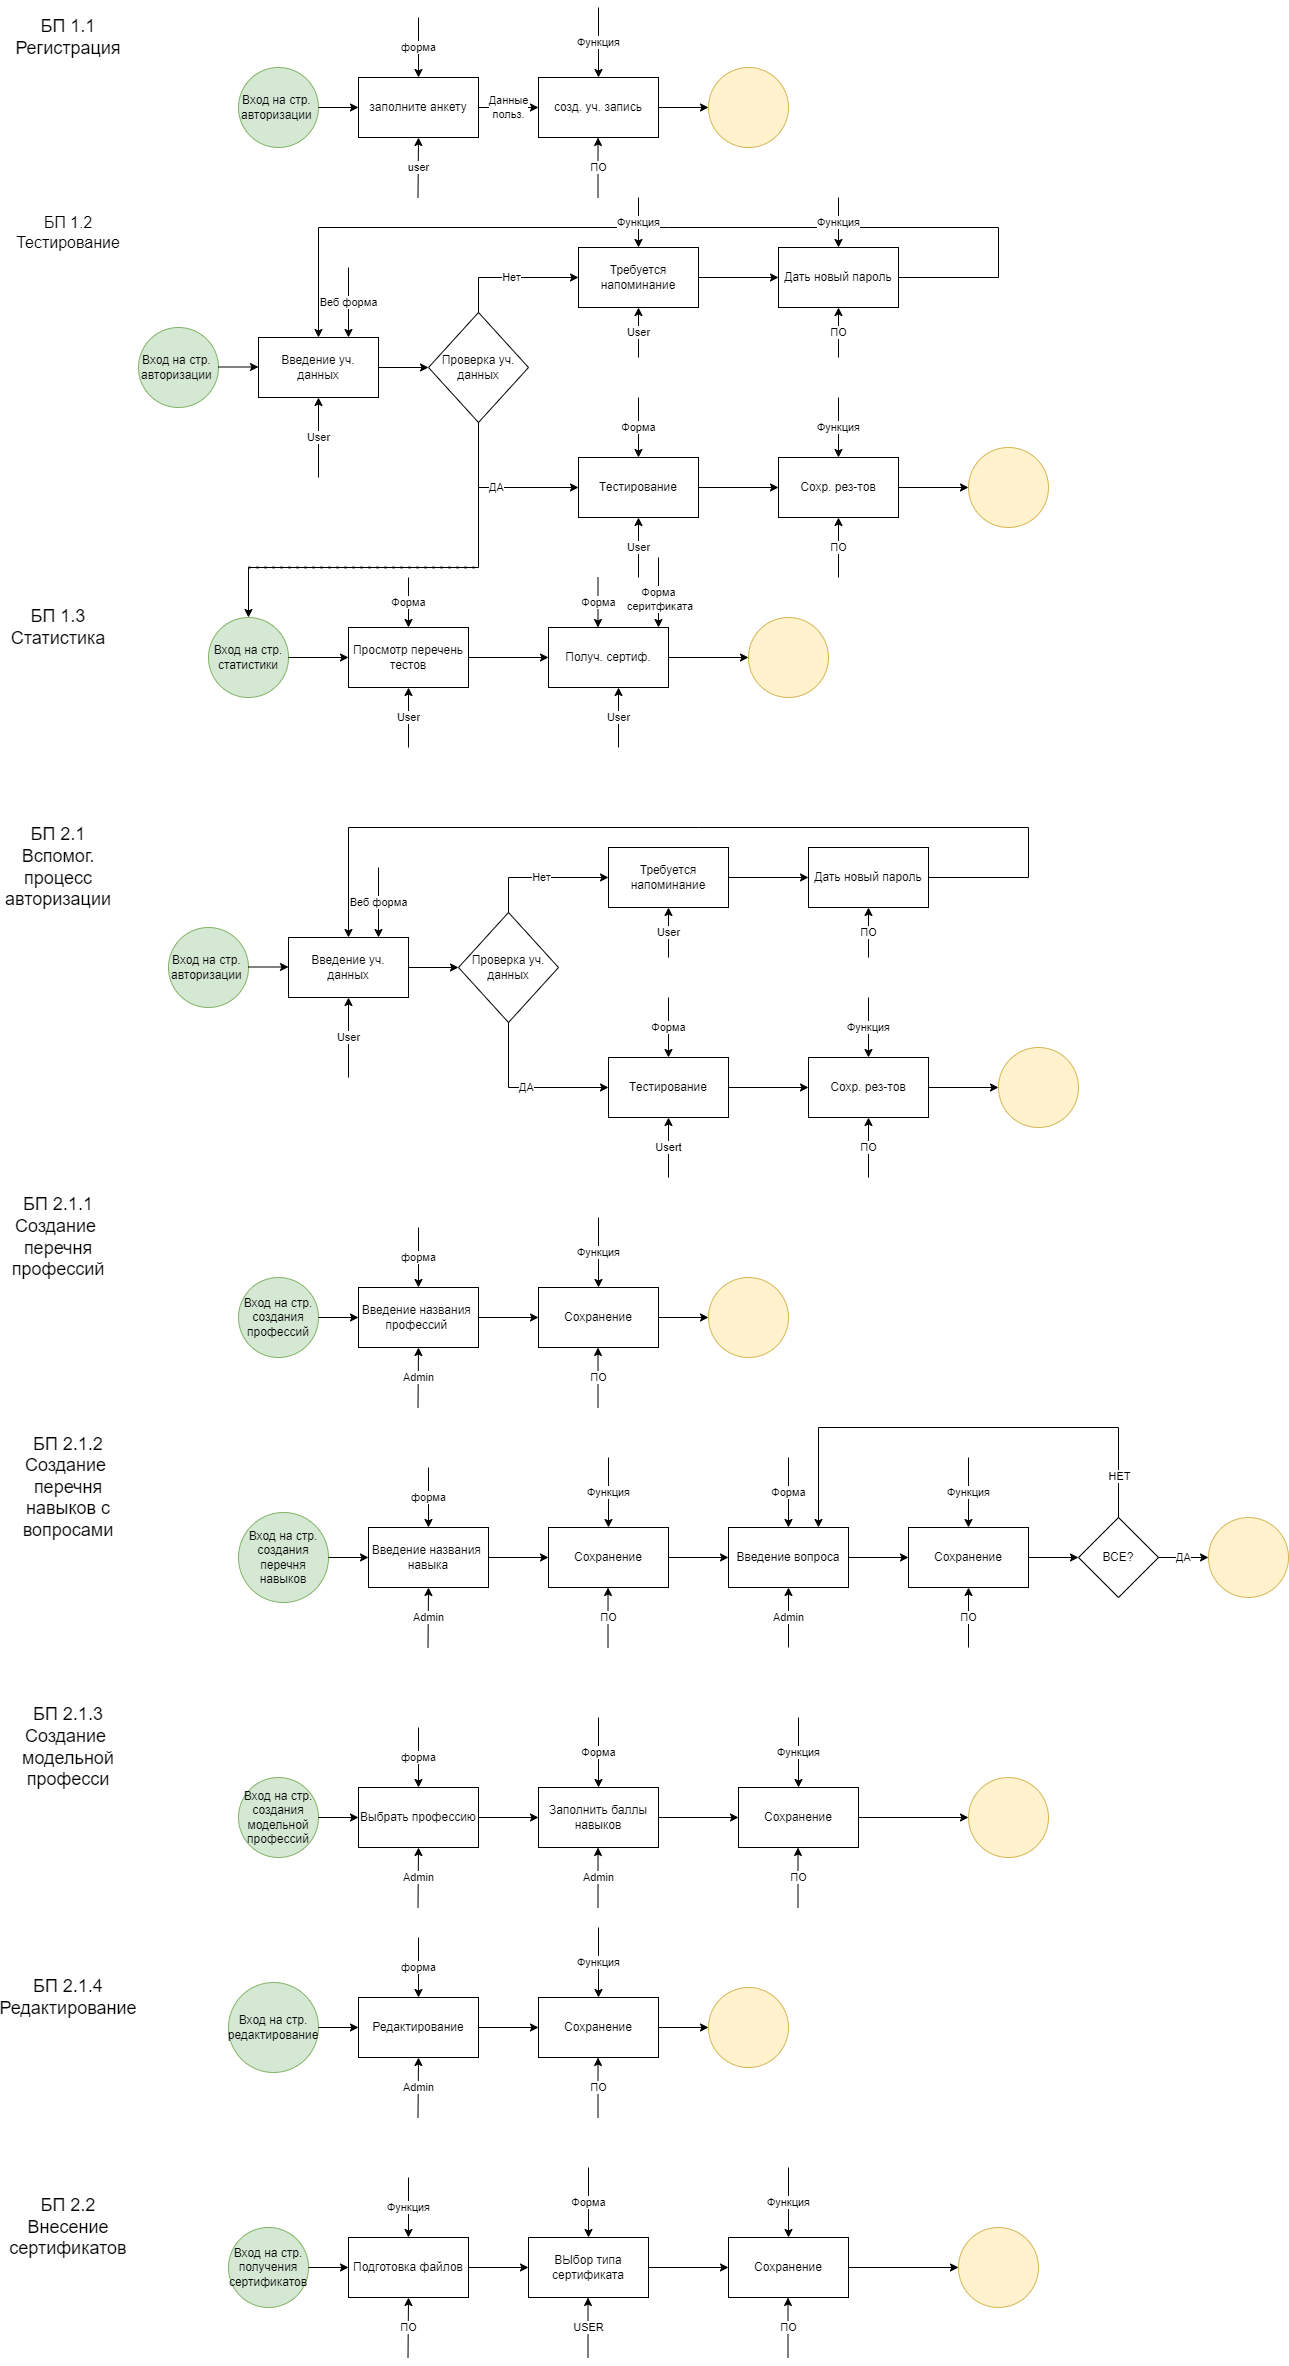 БП 1.1
Регистрация
форма
Функция
Вход на стр.
авторизации
заполните анкету
Данные
польз.
созд. уч. запись
user
ПО
БП 1.2
Тестирование
Функция
Функция
Нет
Требуется
напоминание
Дать новый пароль
Веб форма
User
ПО
Вход на стр.
авторизации
Введение уч.
данных
Проверка уч.
данных
User
Форма
Функция
ДА
Тестирование
Сохр. рез-тов
User
ПО
БП 1.3
Статистика
Форма
Форма
Форма
серитфиката
Вход на стр.
статистики
Просмотр перечень
тестов
Получ. сертиф.
User
User
БП 2.1
Вспомог.
процесс
авторизации
Нет
Требуется
напоминание
Дать новый пароль
Веб форма
User
ПО
Вход на стр.
авторизации
Введение уч.
данных
Проверка уч.
данных
User
Форма
Функция
ДА
Тестирование
Сохр. рез-тов
Usert
ПО
БП 2.1.1
Создание
перечня
профессий
форма
Функция
Вход на стр.
создания
профессий
Введение названия
профессий
Сохранение
Admin
ПО
БП 2.1.2
Создание
перечня
навыков с
вопросами
форма
Функция
Форма
Функция
НЕТ
Вход на стр.
создания
перечня
навыков
Введение названия
навыка
Сохранение
Введение вопроса
Сохранение
ВСЕ?
ДА
Admin
ПО
Admin
ПО
БП 2.1.3
Создание
модельной
професси
форма
Форма
Функция
Вход на стр.
создания
модельной
профессий
Выбрать профессию
Заполнить баллы
навыков
Сохранение
Admin
Admin
ПО
БП 2.1.4
Редактирование
форма
Функция
Вход на стр.
редактирование
Редактирование
Сохранение
Admin
ПО
БП 2.2
Внесение
сертификатов
Функция
Форма
Функция
Вход на стр.
получения
сертификатов
Подготовка файлов
ВЫбор типа
сертификата
Сохранение
ПО
USER
ПО